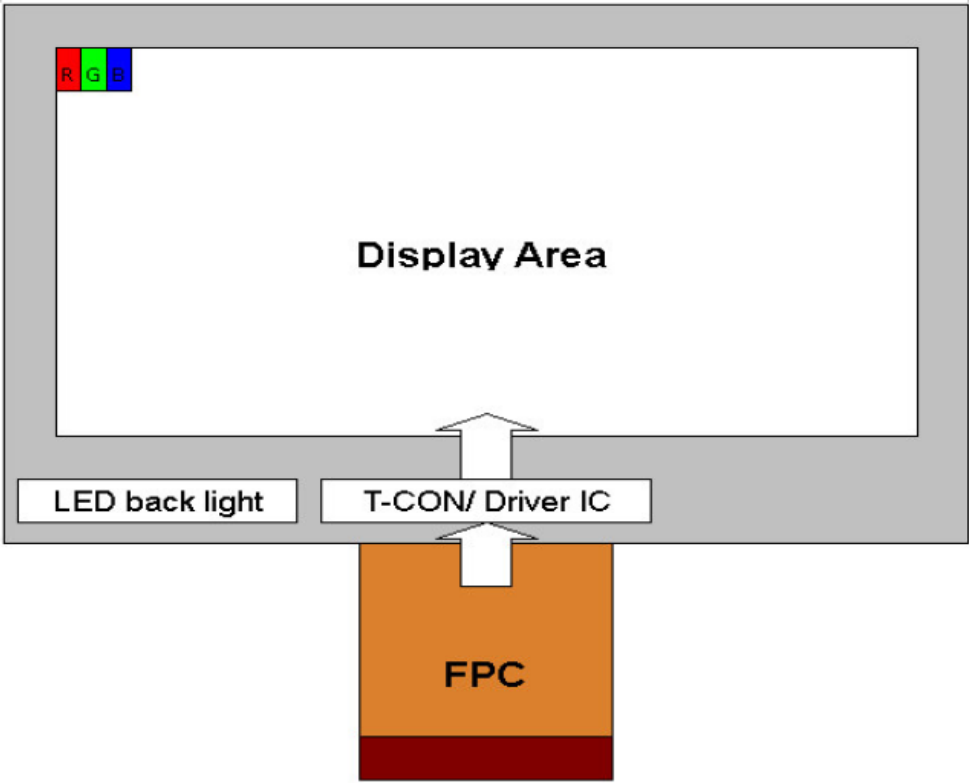 R G B
Display Area
LED back light
T-CON/ Driver IC
FPC